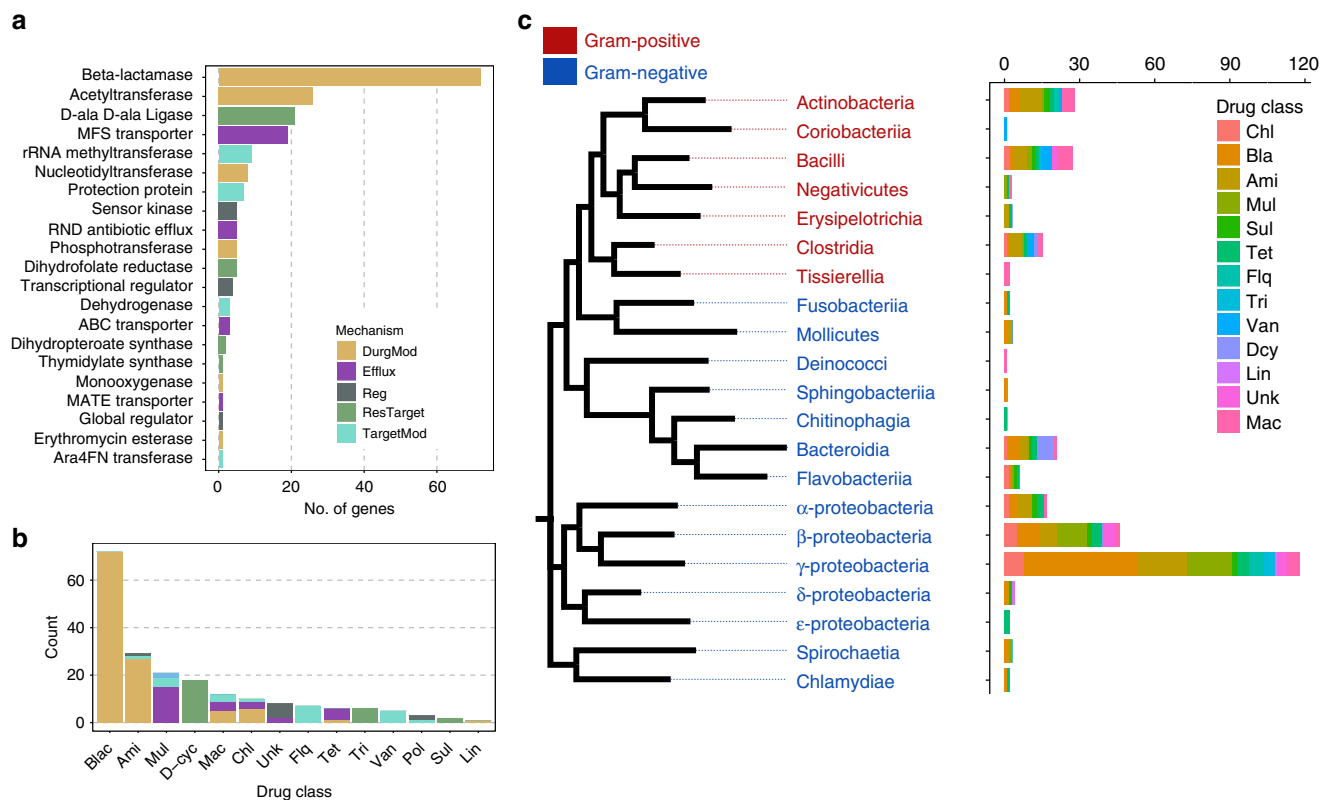 a
Beta-lactamase
Acetyltransferase
D-ala D-ala Ligase
MFS transporter
rRNA methyltransferase
Nucleotidyltransferase
Protection protein
Sensor kinase
RND antibiotic efflux
Phosphotransferase
Dihydrofolate reductase
Transcriptional regulator
Dehydrogenase
ABC transporter
Dihydropteroate synthase
Thymidylate synthase
Monooxygenase
MATE transporter
Global regulator
Erythromycin esterase
Ara4FN transferase
Mechanism
DurgMod
Efflux
Reg
ResTarget
TargetMod
0 20 40 60
No. of genes
b
Count
60
40
20
0
Blac Ami Mul D-cyc Mac Chl Unk Flq Tet Tri Van Pol Sul Lin
Drug class
c
Gram-positive
Gram-negative
Actinobacteria
Coriobacteriia
Bacilli
Negativicutes
Erysipelotrichia
Clostridia
Tissierellia
Fusobacteriia
Mollicutes
Deinococci
Sphingobacteriia
Chitinophagia
Bacteroidia
Flavobacteriia
α-proteobacteria
β-proteobacteria
γ-proteobacteria
δ-proteobacteria
ε-proteobacteria
Spirochaetia
Chlamydiae
0 30 60 90 120
Drug class
Chl
Bla
Ami
Mul
Sul
Tet
Flq
Tri
Van
Dcy
Lin
Unk
Mac